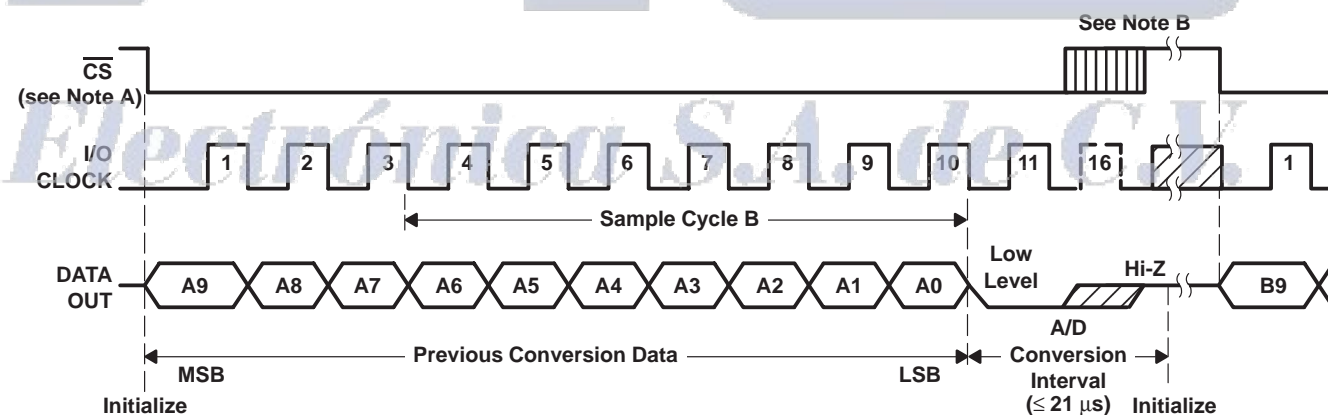 See Note B
CS
(see Note A)
Electrónica S.A. de C.V.
I/O
CLOCK
1 2 3 4 5 6 7 8 9 10 11 16 1
Sample Cycle B
DATA
OUT
A9 A8 A7 A6 A5 A4 A3 A2 A1 A0
Low
Level
Hi-Z
B9
Previous Conversion Data
MSB
LSB
A/D
Conversion
Interval
(≤ 21 μs)
Initialize
Initialize